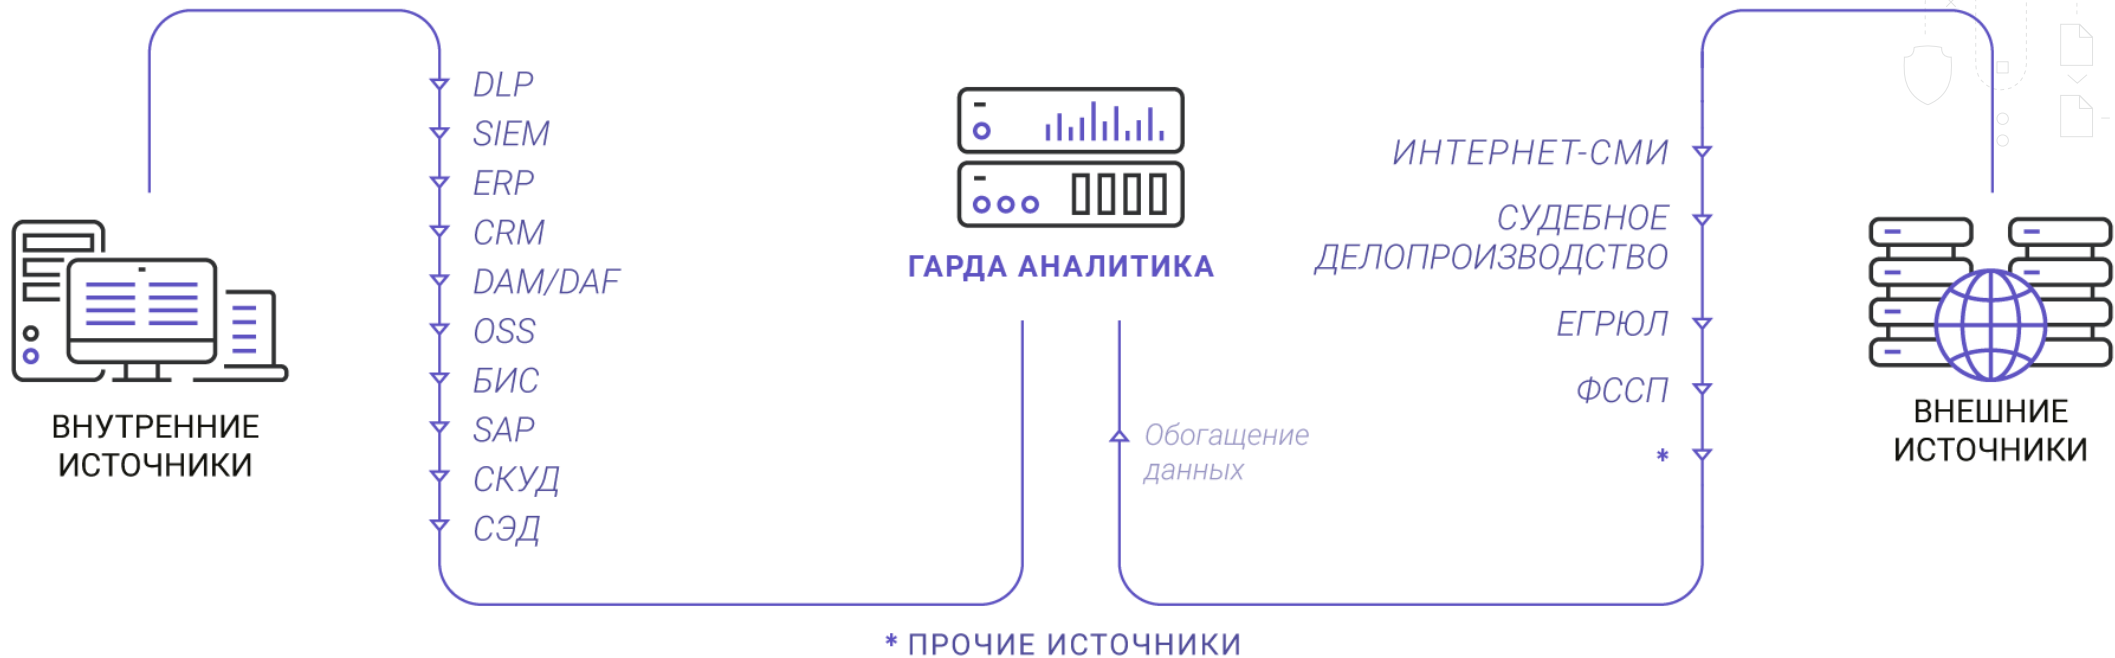 DLP
SIEM
ERP
CRM
DAM/DAF
OSS
БИС
SAP
СКУД
СЭД
ВНУТРЕННИЕ
ИСТОЧНИКИ
ГАРДА АНАЛИТИКА
Обогащение
данных
ИНТЕРНЕТ-СМИ
СУДЕБНОЕ
ДЕЛОПРОИЗВОДСТВО
ЕГРЮЛ
ФССП
*
ВНЕШНИЕ
ИСТОЧНИКИ
* ПРОЧИЕ ИСТОЧНИКИ